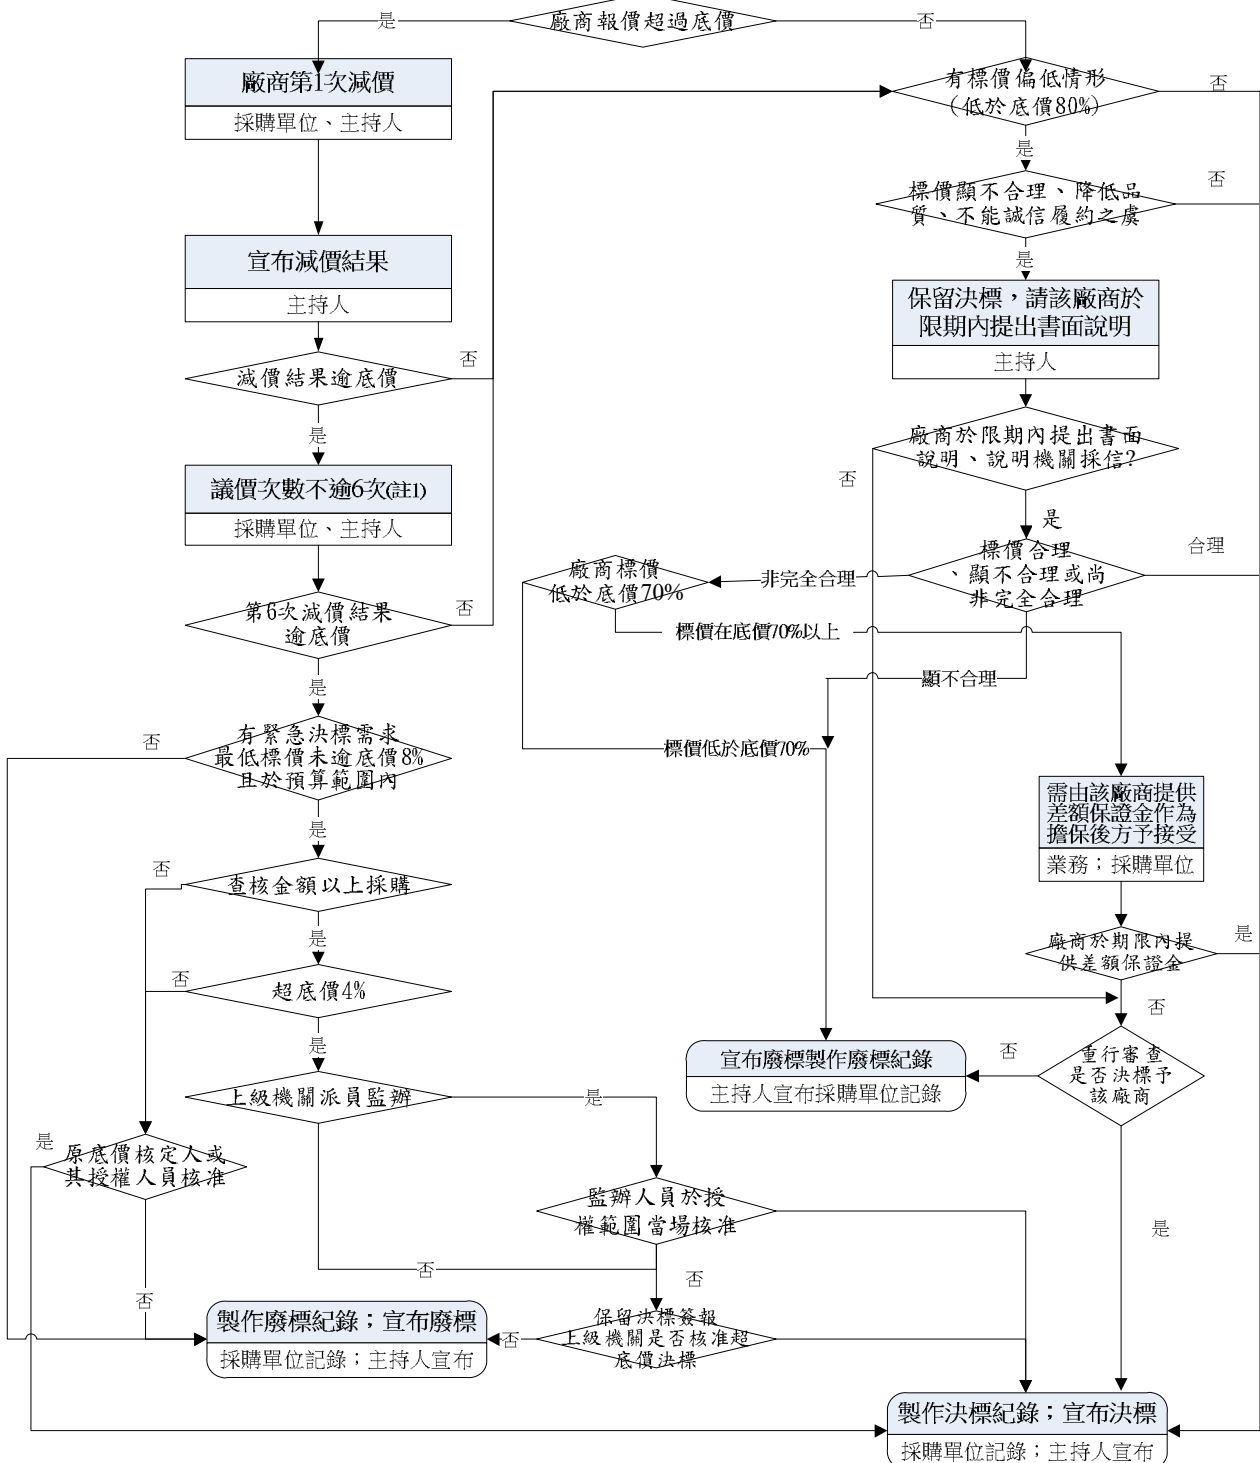 廠商報價超過底價
是
否
廠商第1次減價
採購單位、主持人
有標價偏低情形
(低於底價80%)
否
是
標價顯不合理、降低品
質、不能誠信履約之虞
否
是
宣布減價結果
主持人
保留決標，請該廠商於
限期內提出書面說明
主持人
減價結果逾底價
否
是
廠商於限期內提出書面
說明、說明機關採信?
否
是
議價次數不逾6次(註1)
採購單位、主持人
標價合理
、顯不合理或尚
非完全合理
合理
非完全合理
廠商標價
低於底價70%
第6次減價結果
逾底價
否
是
標價在底價70%以上
顯不合理
標價低於底價70%
有緊急決標需求
最低標價未逾底價8%
且於預算範圍內
否
是
需由該廠商提供
差額保證金作為
擔保後方予接受
業務；採購單位
查核金額以上採購
否
是
廠商於期限內提
供差額保證金
是
否
超底價4%
否
是
重行審查
是否決標予
該廠商
否
是
宣布廢標製作廢標紀錄
主持人宣布採購單位記錄
上級機關派員監辦
是
否
原底價核定人或
其授權人員核准
是
否
監辦人員於授
權範圍當場核准
否
保留決標簽報
上級機關是否核准超
底價決標
否
製作廢標紀錄；宣布廢標
採購單位記錄；主持人宣布
製作決標紀錄；宣布決標
採購單位記錄；主持人宣布